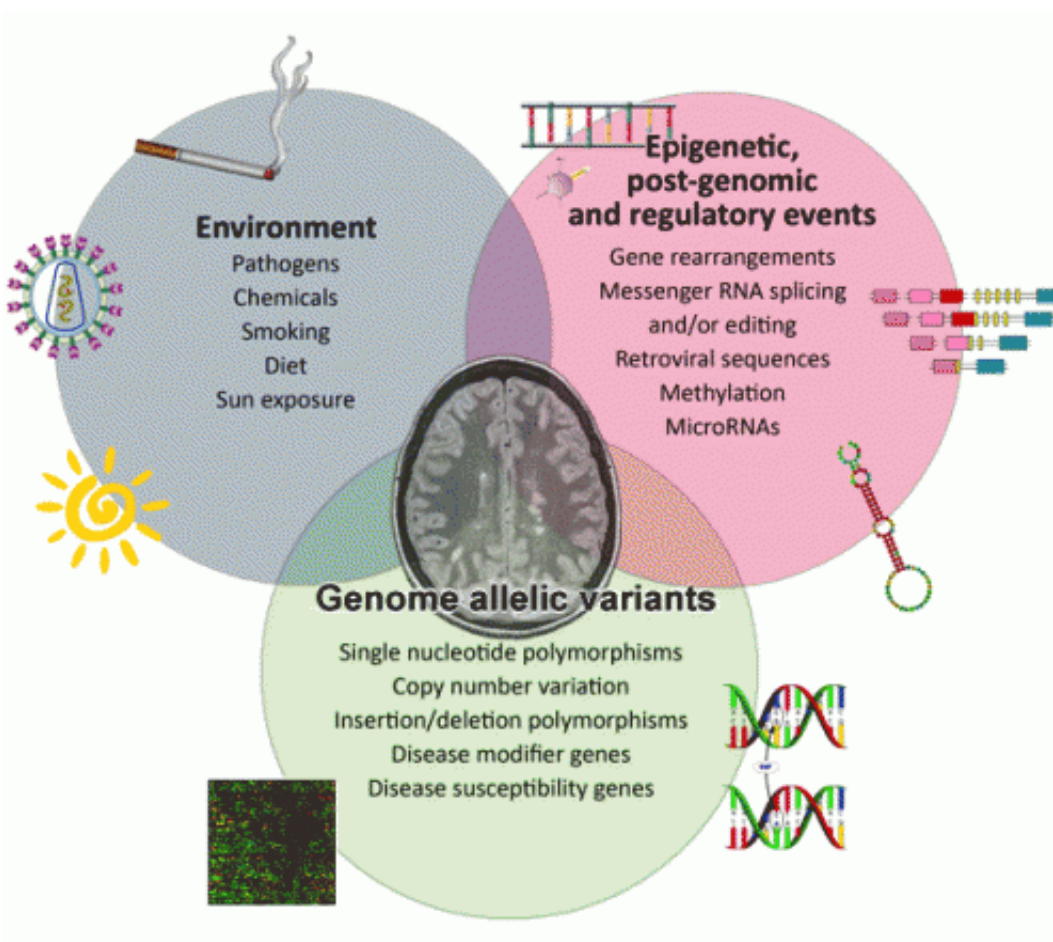 Environment
Pathogens
Chemicals
Smoking
Diet
Sun exposure
Epigenetic,
post-genomic
and regulatory events
Gene rearrangements
Messenger RNA splicing
and/or editing
Retroviral sequences
Methylation
MicroRNAs
Genome allelic variants
Single nucleotide polymorphisms
Copy number variation
Insertion/deletion polymorphisms
Disease modifier genes
Disease susceptibility genes